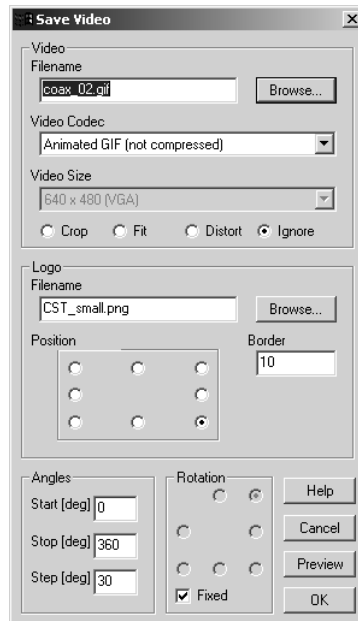 Save Video
Video
Filename
coax_02.gif
Browse...
Video Codec
Animated GIF (not compressed)
Video Size
640 x 480 (VGA)
Crop Fit Distort Ignore
Logo
Filename
CST_small.png
Browse...
Position
Border
10
Angles
Start [deg] 0
Stop [deg] 360
Step [deg] 30
Rotation
Fixed
Help
Cancel
Preview
OK